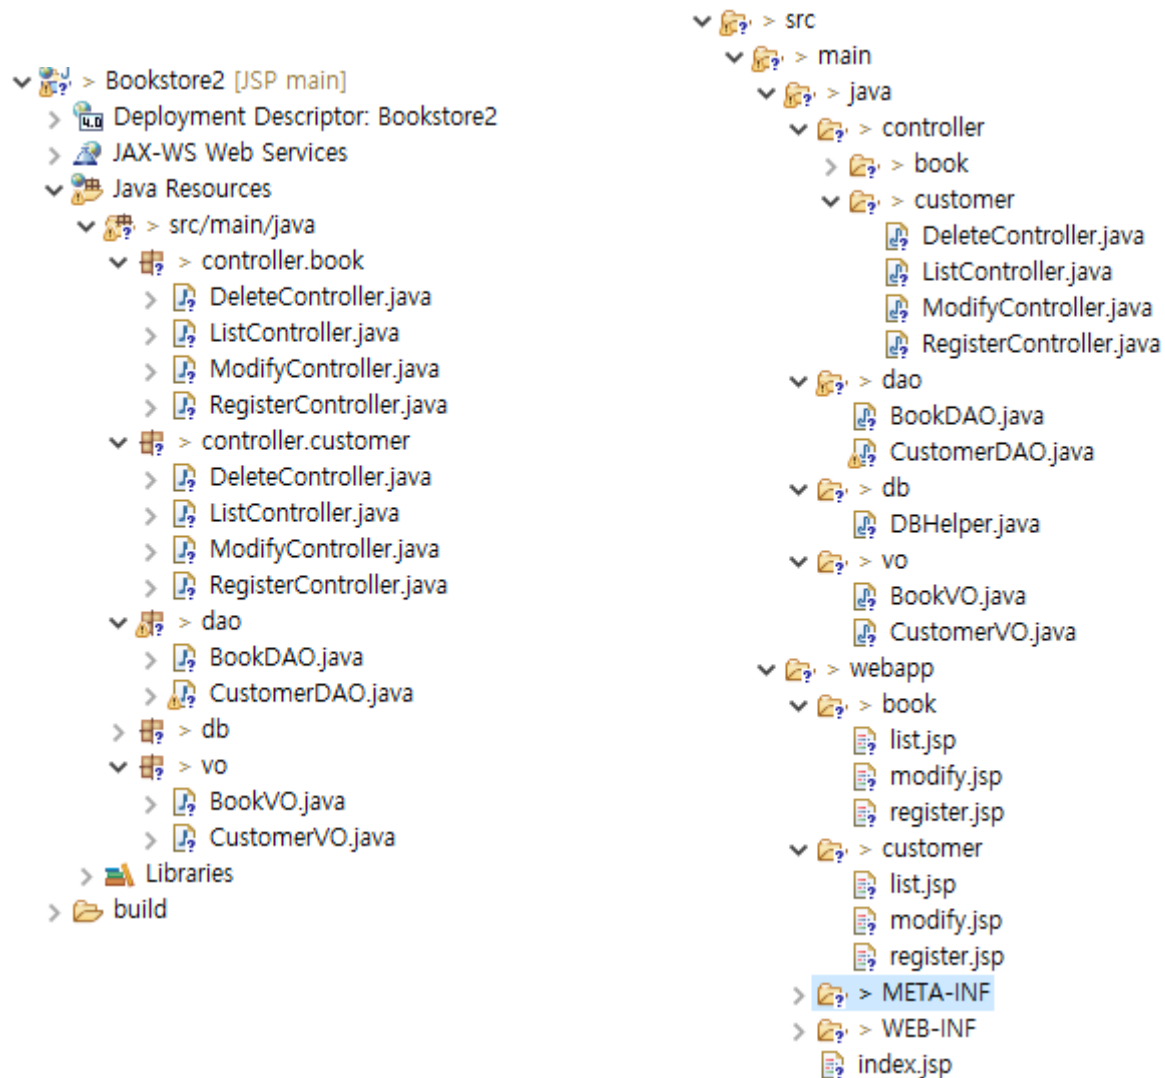 > Bookstore2 [JSP main]
> Deployment Descriptor: Bookstore2
4.0
JAX-WS Web Services
Java Resources
> src/main/java
> controller.book
DeleteController.java
ListController.java
ModifyController.java
RegisterController.java
> controller.customer
DeleteController.java
ListController.java
ModifyController.java
RegisterController.java
> dao
BookDAO.java
CustomerDAO.java
> db
> vo
BookVO.java
CustomerVO.java
Libraries
build
> src
> main
> java
> controller
> book
> customer
DeleteController.java
ListController.java
ModifyController.java
RegisterController.java
> dao
BookDAO.java
CustomerDAO.java
> db
DBHelper.java
> vo
BookVO.java
CustomerVO.java
> webapp
> book
list.jsp
modify.jsp
register.jsp
> customer
list.jsp
modify.jsp
register.jsp
> META-INF
> WEB-INF
index.jsp